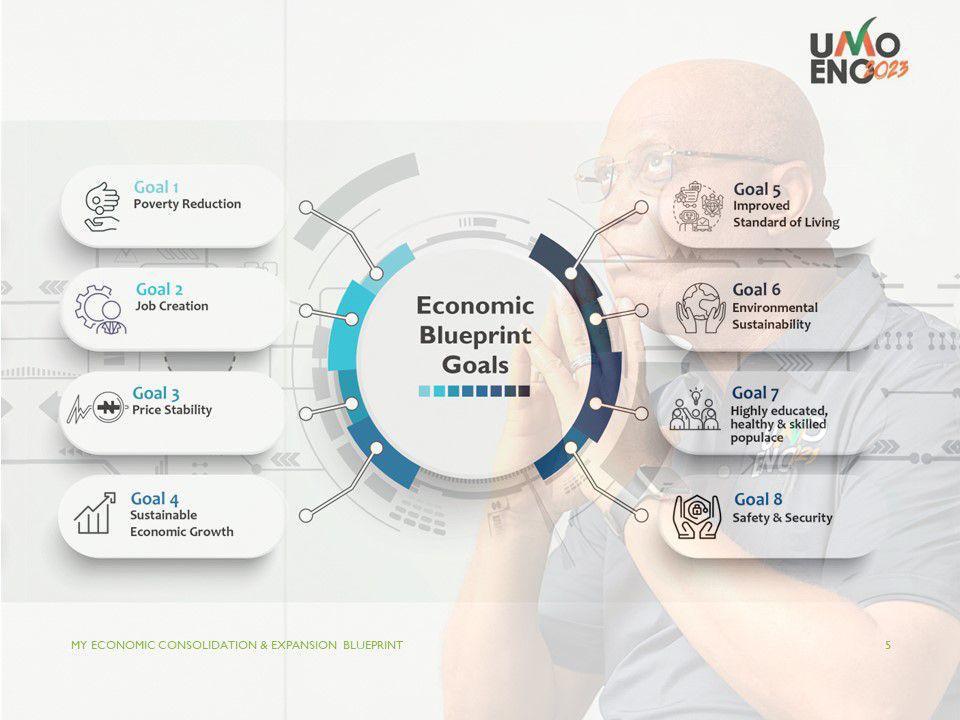 UMO
ENO2023
Goal 1
Poverty Reduction
Goal 2
Job Creation
Goal 3
Price Stability
Goal 4
Sustainable
Economic Growth
Economic
Blueprint
Goals
Goal 5
Improved
Standard of Living
Goal 6
Environmental
Sustainability
Goal 7
Highly educated,
healthy & skilled
populace
Goal 8
Safety & Security
MY ECONOMIC CONSOLIDATION & EXPANSION BLUEPRINT
5